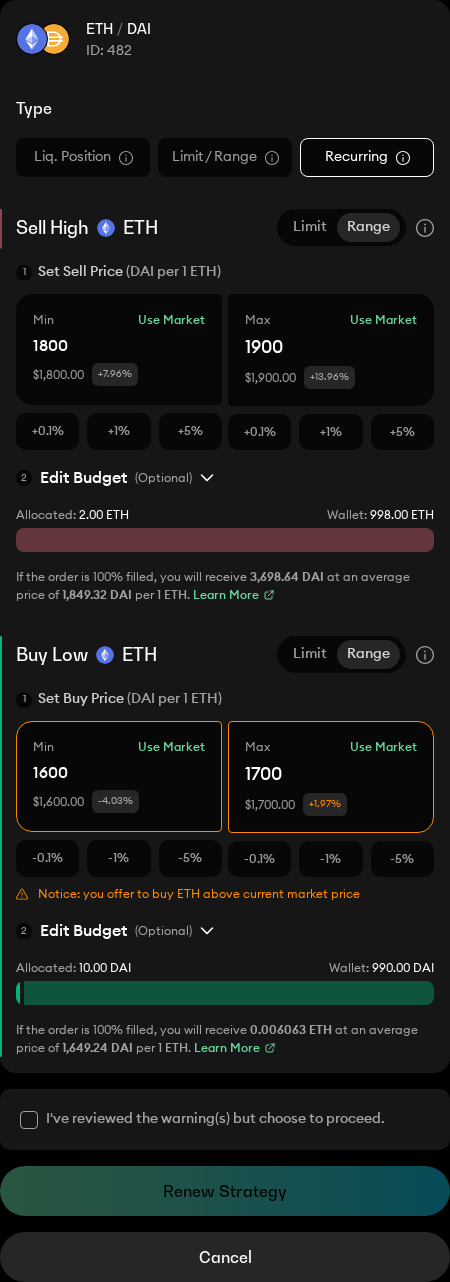 ETH / DAI
ID: 482
Type
Liq. Position Limit / Range Recurring
Sell High ETH Limit Range
1 Set Sell Price (DAI per 1 ETH)
Min Use Market Max Use Market
1800 1900
$1,800.00 +7.96% $1,900.00 +13.96%
+0.1% +1% +5% +0.1% +1% +5%
2 Edit Budget (Optional)
Allocated: 2.00 ETH Wallet: 998.00 ETH
If the order is 100% filled, you will receive 3,698.64 DAI at an average
price of 1,849.32 DAI per 1 ETH. Learn More
Buy Low ETH Limit Range
1 Set Buy Price (DAI per 1 ETH)
Min Use Market Max Use Market
1600 1700
$1,600.00 -4.03% $1,700.00 +1.97%
-0.1% -1% -5% -0.1% -1% -5%
Notice: you offer to buy ETH above current market price
2 Edit Budget (Optional)
Allocated: 10.00 DAI Wallet: 990.00 DAI
If the order is 100% filled, you will receive 0.006063 ETH at an average
price of 1,649.24 DAI per 1 ETH. Learn More
I've reviewed the warning(s) but choose to proceed.
Renew Strategy
Cancel